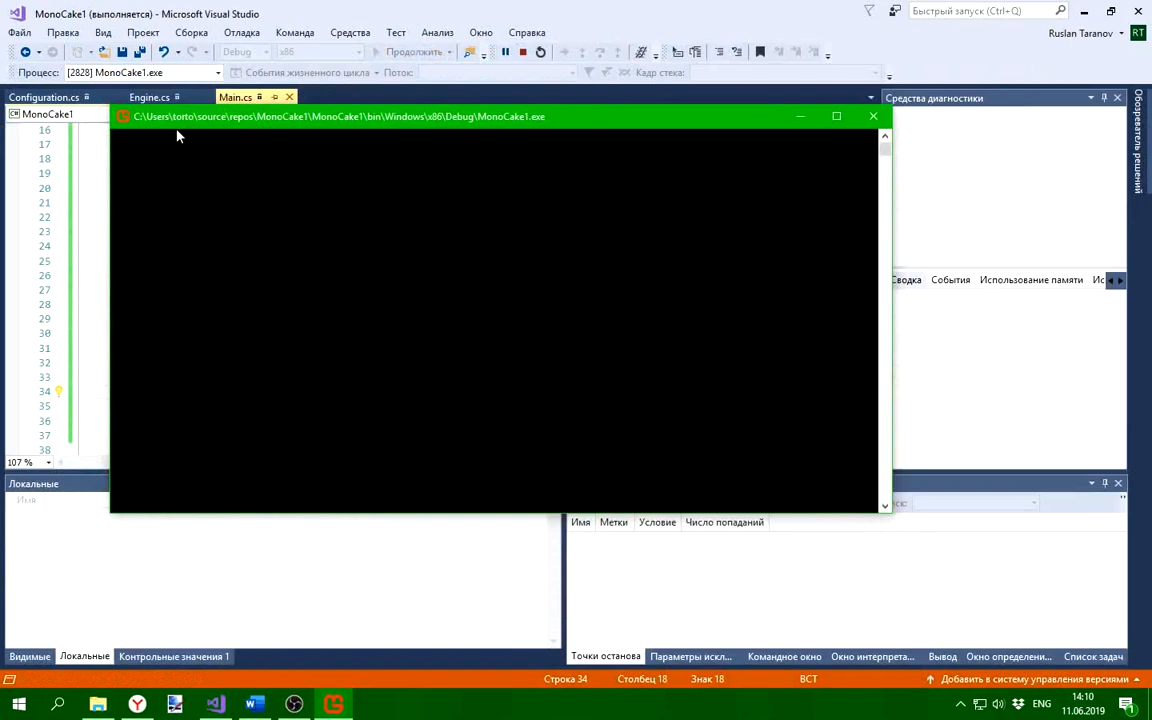 MonoCake1 (выполняется) - Microsoft Visual Studio
Быстрый запуск (Ctrl+Q)
Файл Правка Вид Проект Сборка Отладка Команда Средства Тест Анализ Окно Справка
Ruslan Taranov RT
Debug x86 Продолжить
Процесс: [2828] MonoCake1.exe События жизненного цикла Поток: Кадр стека:
Configuration.cs Engine.cs Main.cs
Средства диагностики
Обозреватель решений
C# MonoCake1
C:\Users\torto\source\repos\MonoCake1\MonoCake1\bin\Windows\x86\Debug\MonoCake1.exe
16
17
18
19
20
21
22
23
24
25
26
27
28
29
30
31
32
33
34
35
36
37
38
Сводка События Использование памяти Ис
107 %
Локальные
Имя
Имя Метки Условие Число попаданий
Видимые Локальные Контрольные значения 1
Точки останова Параметры искл... Командное окно Окно интерпрета... Вывод Окно определени... Список задач
Строка 34 Столбец 18 Знак 18 ВСТ Добавить в систему управления версиями
ENG
14:10
11.06.2019
1